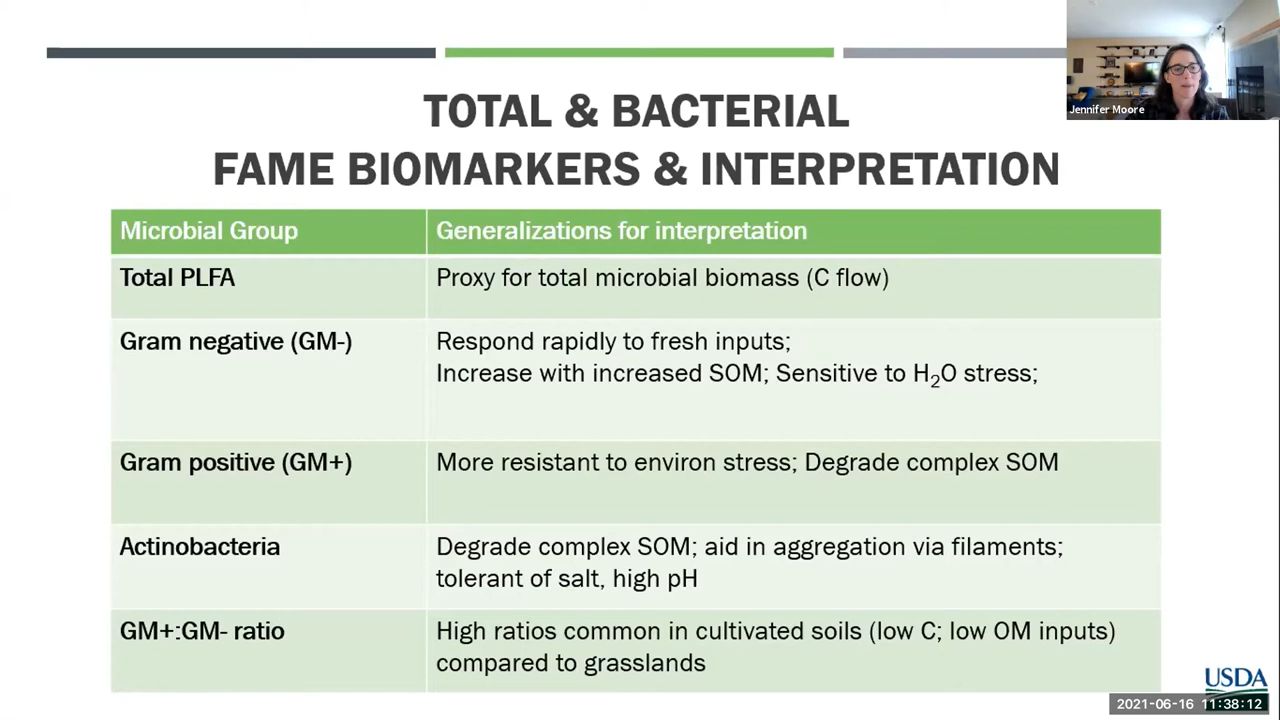 Jennifer Moore
TOTAL & BACTERIAL
FAME BIOMARKERS & INTERPRETATION
Microbial Group
Generalizations for interpretation
Total PLFA
Proxy for total microbial biomass (C flow)
Gram negative (GM-)
Respond rapidly to fresh inputs;
Increase with increased SOM; Sensitive to H₂O stress;
Gram positive (GM+)
More resistant to environ stress; Degrade complex SOM
Actinobacteria
Degrade complex SOM; aid in aggregation via filaments;
tolerant of salt, high pH
GM+:GM- ratio
High ratios common in cultivated soils (low C; low OM inputs)
compared to grasslands
USDA
2021-06-16 11:38:12